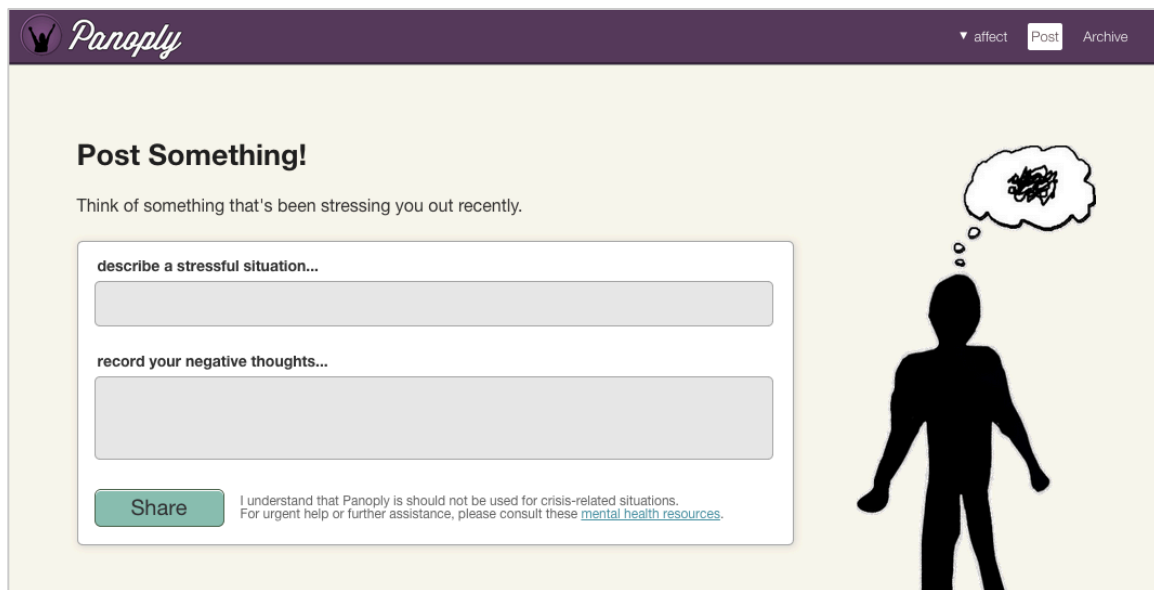 Panoply
▼ affect Post Archive
Post Something!
Think of something that's been stressing you out recently.
describe a stressful situation...
record your negative thoughts...
Share
I understand that Panoply is should not be used for crisis-related situations.
For urgent help or further assistance, please consult these mental health resources.